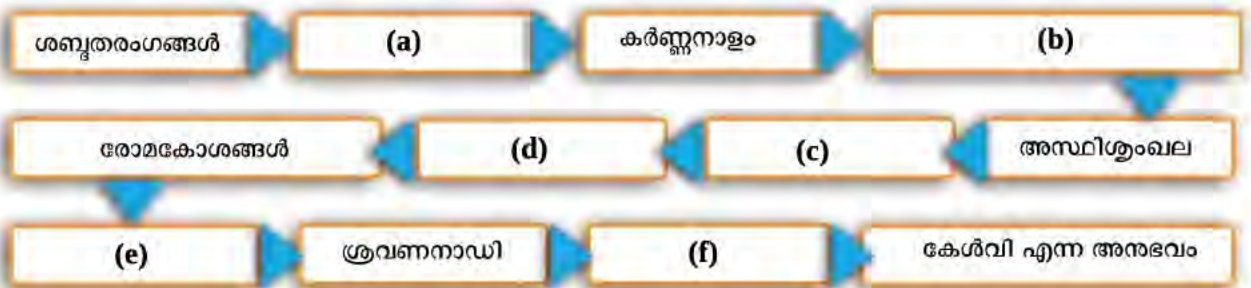 ശബ്ദതരംഗങ്ങൾ (a) കർണ്ണനാളം (b)
രോമകോശങ്ങൾ (d) (c) അസ്ഥിശൃംഖല
(e) ശ്രവണനാഡി (f) കേൾവി എന്ന അനുഭവം